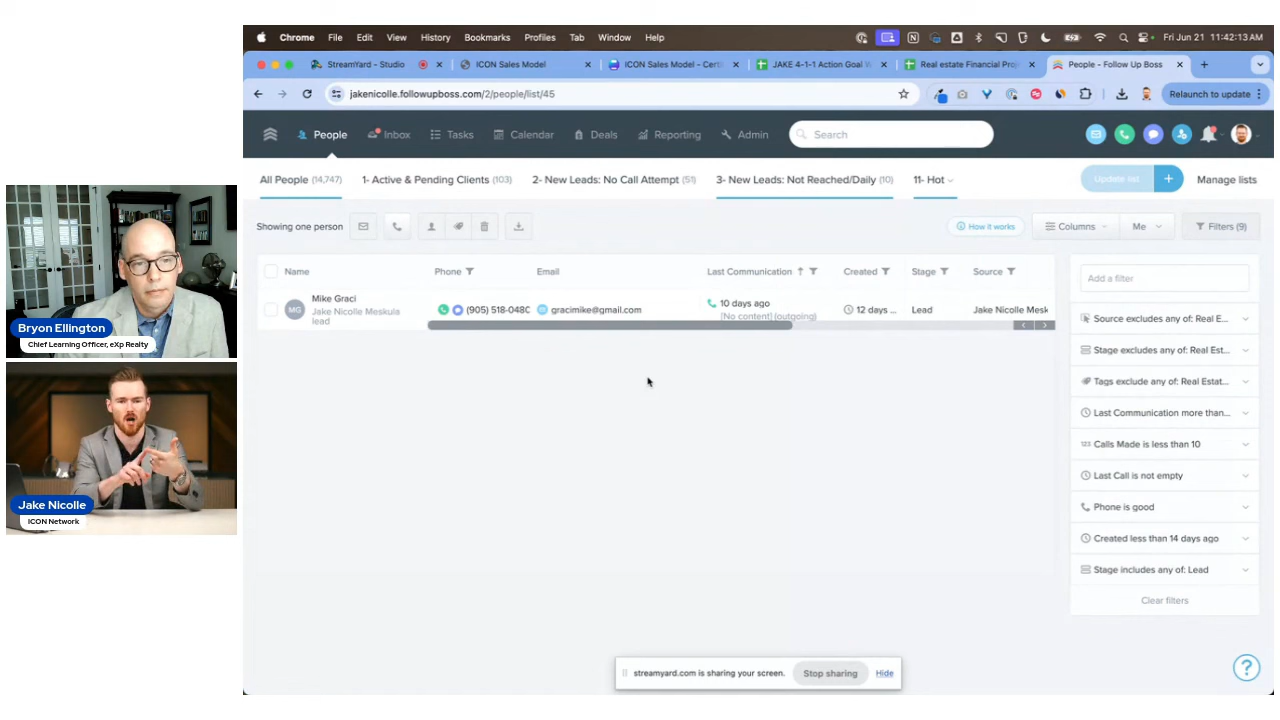 Chrome File Edit View History Bookmarks Profiles Tab Window Help
Fri Jun 21 11:42:13 AM
StreamYard - Studio
ICON Sales Model
ICON Sales Model - Certi
JAKE 4-1-1 Action Goal W
Real estate Financial Proj
People - Follow Up Boss
jakenicolle.followupboss.com/2/people/list/45
Relaunch to update
People Inbox Tasks Calendar Deals Reporting Admin
Search
All People (14,747)
1- Active & Pending Clients (103)
2- New Leads: No Call Attempt (51)
3- New Leads: Not Reached/Daily (10)
11- Hot
Update list
+
Manage lists
Showing one person
How it works
Columns
Me
Filters (9)
Name Phone Email Last Communication Created Stage Source
MG
Mike Graci
Jake Nicolle Meskula
lead
(905) 518-0480
gracimike@gmail.com
10 days ago
[No content] (outgoing)
12 days ...
Lead
Jake Nicolle Mesk
Add a filter
Source excludes any of: Real E...
Stage excludes any of: Real Est...
Tags exclude any of: Real Estat...
Last Communication more than...
123 Calls Made is less than 10
Last Call is not empty
Phone is good
Created less than 14 days ago
Stage includes any of: Lead
Clear filters
Bryon Ellington
Chief Learning Officer, eXp Realty
Jake Nicolle
ICON Network
streamyard.com is sharing your screen.
Stop sharing
Hide
?